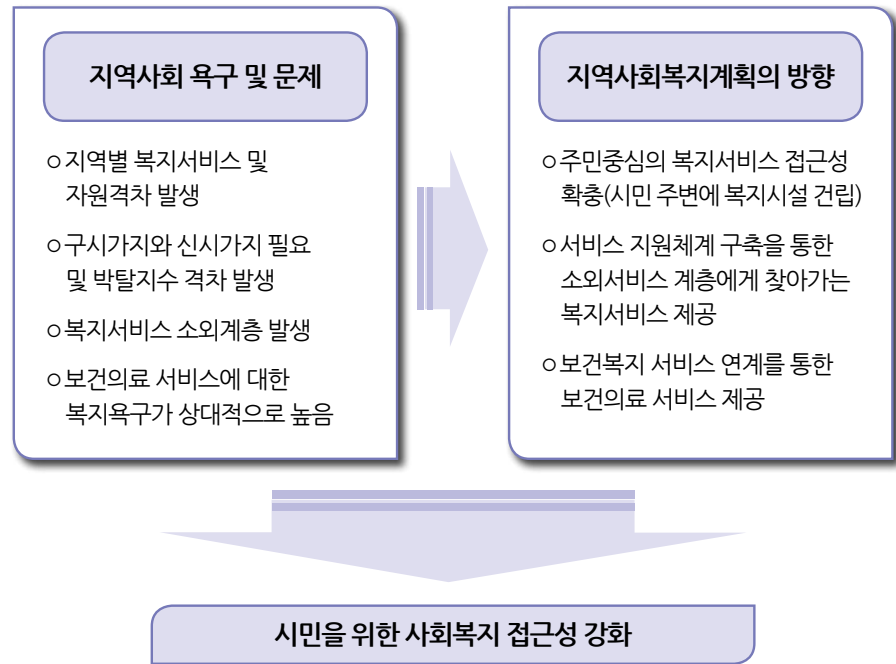 지역사회 욕구 및 문제
○지역별 복지서비스 및
자원격차 발생
○구시가지와 신시가지 필요
및 박탈지수 격차 발생
○복지서비스 소외계층 발생
○보건의료 서비스에 대한
복지욕구가 상대적으로 높음
지역사회복지계획의 방향
○주민중심의 복지서비스 접근성
확충(시민 주변에 복지시설 건립)
○서비스 지원체계 구축을 통한
소외서비스 계층에게 찾아가는
복지서비스 제공
○보건복지 서비스 연계를 통한
보건의료 서비스 제공
시민을 위한 사회복지 접근성 강화